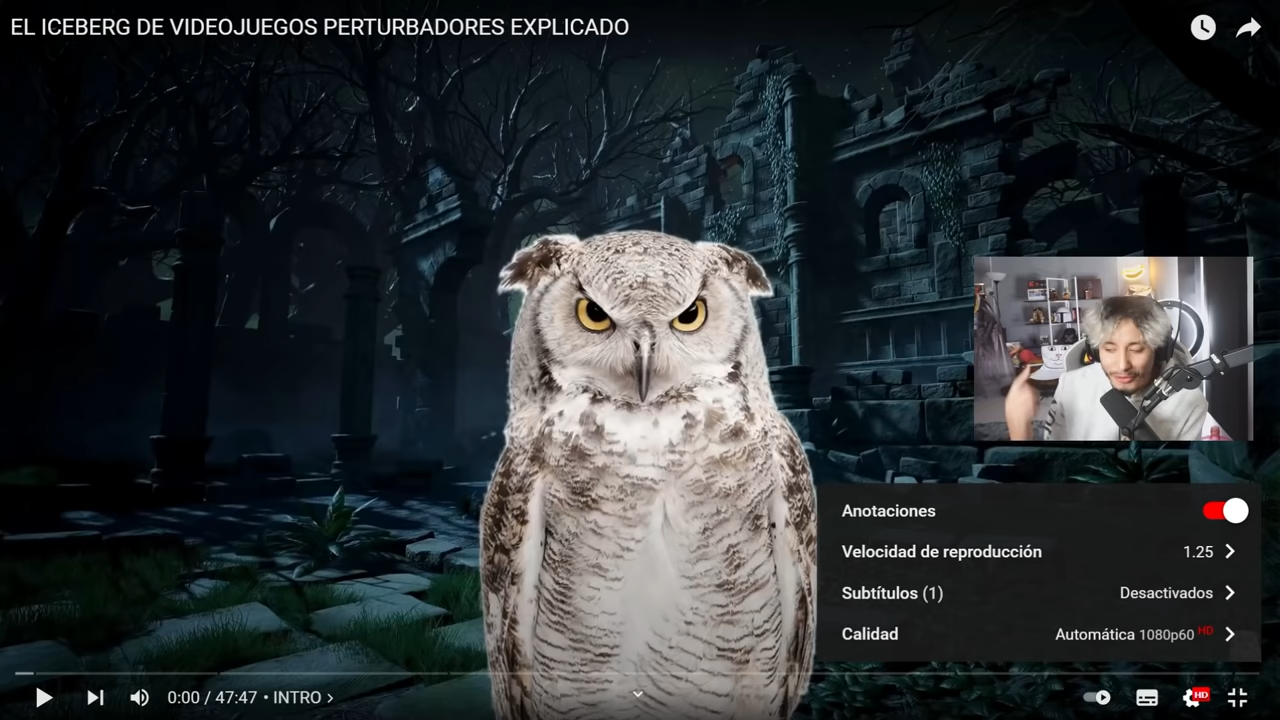 EL ICEBERG DE VIDEOJUEGOS PERTURBADORES EXPLICADO
Anotaciones
Velocidad de reproducción 1.25
Subtítulos (1) Desactivados
Calidad Automática 1080p60 HD
0:00 / 47:47 • INTRO
HD